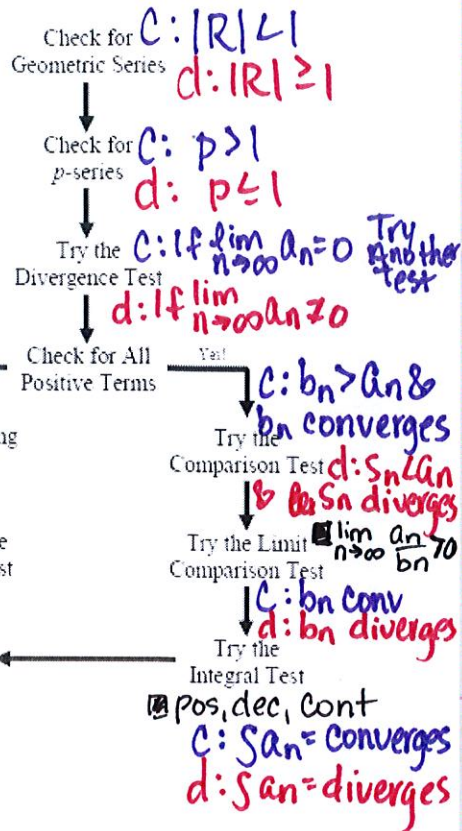 Check for C: |R| < 1
Geometric Series d: |R| ≥ 1
Check for C: p > 1
p-series d: p ≤ 1
Try the C: If lim n→∞ an = 0 Try Another test
Divergence Test
d: If lim n→∞ an ≠ 0
Check for All Yes!
Positive Terms
C: bn > an &
bn converges
ng
Try the
Comparison Test d: Sn < an
& Sn diverges
e
Try the Limit lim n→∞ an/bn > 0
st
Comparison Test
C: bn conv
d: bn diverges
Try the
Integral Test
pos, dec, cont
C: ∫an = converges
d: ∫an = diverges